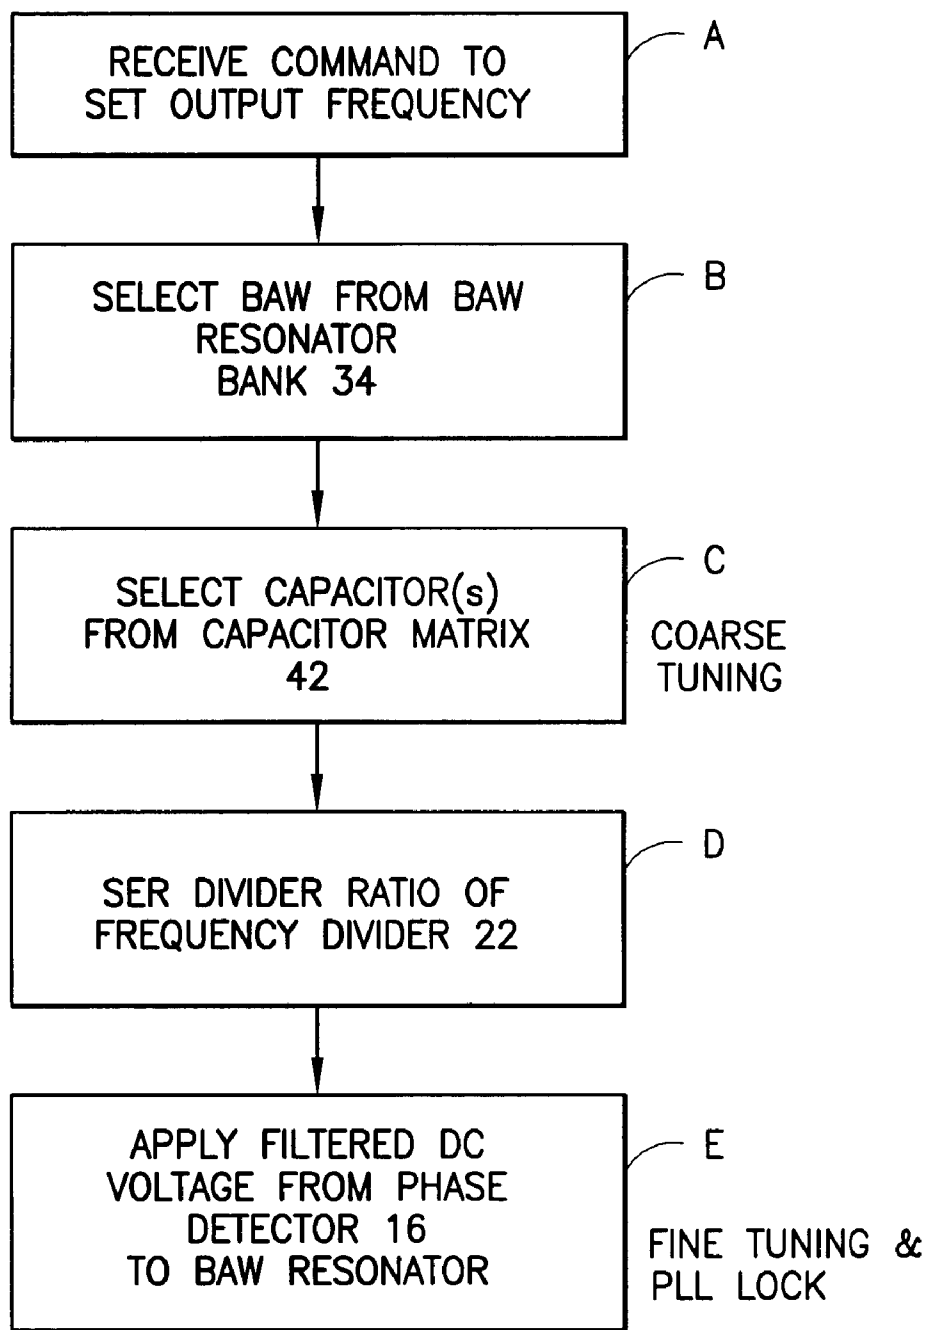 RECEIVE COMMAND TO
SET OUTPUT FREQUENCY
A
SELECT BAW FROM BAW
RESONATOR
BANK 34
B
SELECT CAPACITOR(s)
FROM CAPACITOR MATRIX
42
C
COARSE
TUNING
SER DIVIDER RATIO OF
FREQUENCY DIVIDER 22
D
APPLY FILTERED DC
VOLTAGE FROM PHASE
DETECTOR 16
TO BAW RESONATOR
E
FINE TUNING &
PLL LOCK